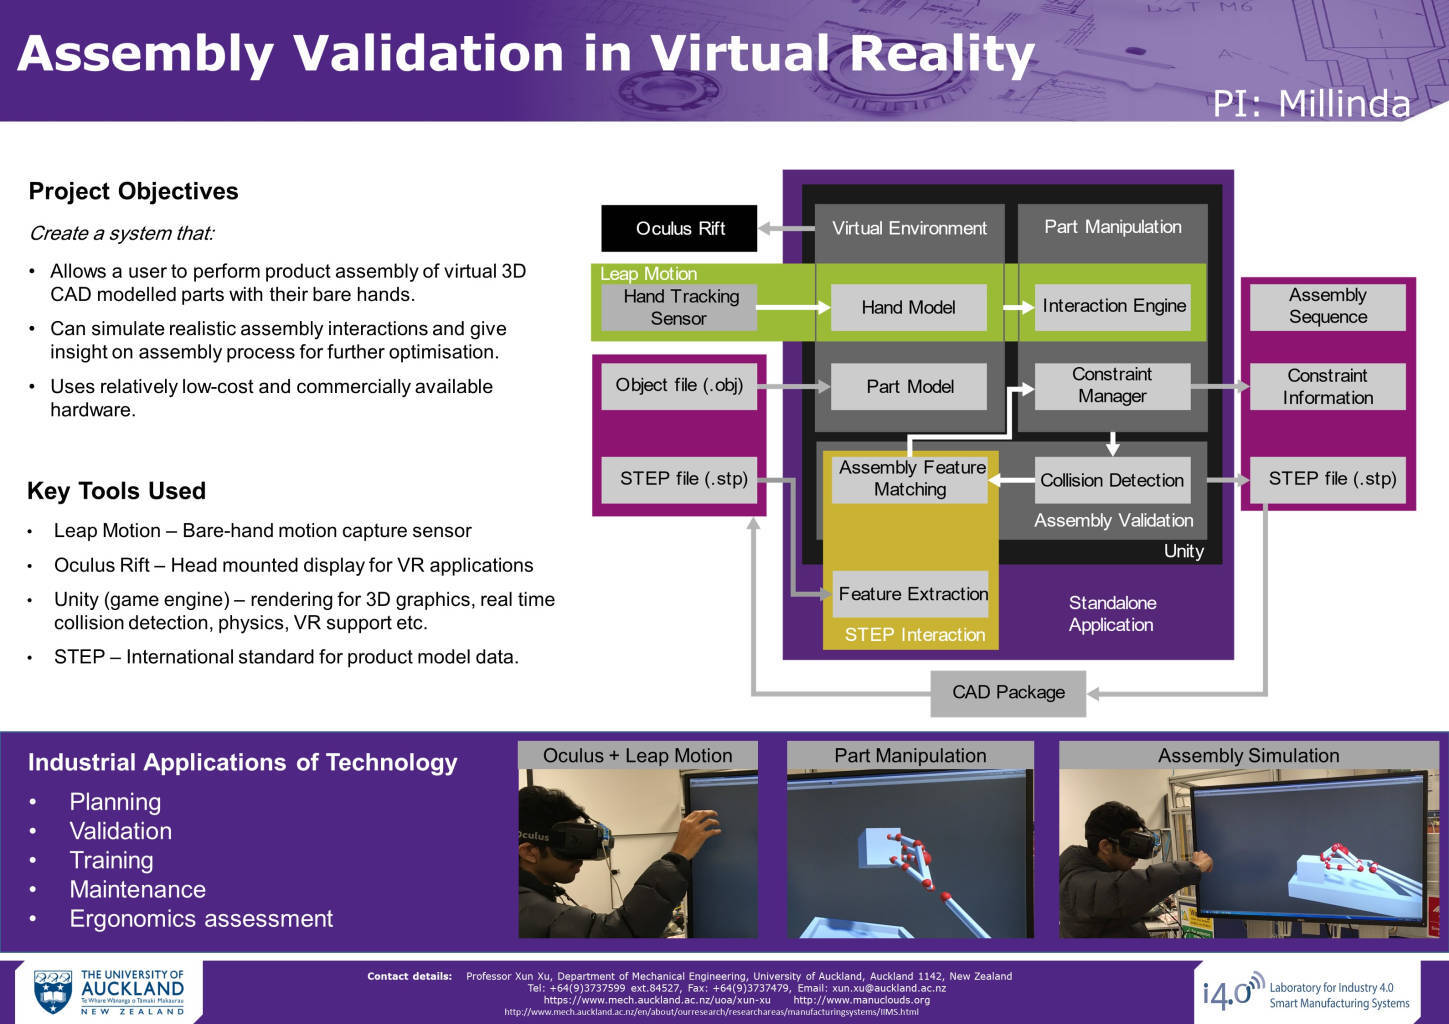 Assembly Validation in Virtual Reality
PI: Millinda
Project Objectives
Create a system that:
• Allows a user to perform product assembly of virtual 3D
CAD modelled parts with their bare hands.
• Can simulate realistic assembly interactions and give
insight on assembly process for further optimisation.
• Uses relatively low-cost and commercially available
hardware.
Key Tools Used
• Leap Motion – Bare-hand motion capture sensor
• Oculus Rift – Head mounted display for VR applications
• Unity (game engine) – rendering for 3D graphics, real time
collision detection, physics, VR support etc.
• STEP – International standard for product model data.
Oculus Rift
Virtual Environment
Part Manipulation
Leap Motion
Hand Tracking
Sensor
Hand Model
Interaction Engine
Assembly
Sequence
Object file (.obj)
Part Model
Constraint
Manager
Constraint
Information
STEP file (.stp)
Assembly Feature
Matching
Collision Detection
STEP file (.stp)
Assembly Validation
Unity
Feature Extraction
STEP Interaction
Standalone
Application
CAD Package
Industrial Applications of Technology
• Planning
• Validation
• Training
• Maintenance
• Ergonomics assessment
Oculus + Leap Motion
Part Manipulation
Assembly Simulation
oculus
THE UNIVERSITY OF
AUCKLAND
Te Whare Wānanga o Tāmaki Makaurau
NEW ZEALAND
Contact details: Professor Xun Xu, Department of Mechanical Engineering, University of Auckland, Auckland 1142, New Zealand
Tel: +64(9)3737599 ext.84527, Fax: +64(9)3737479, Email: xun.xu@auckland.ac.nz
https://www.mech.auckland.ac.nz/uoa/xun-xu http://www.manuclouds.org
http://www.mech.auckland.ac.nz/en/about/ourresearch/researchareas/manufacturingsystems/IIMS.html
i4.0
Laboratory for Industry 4.0
Smart Manufacturing Systems